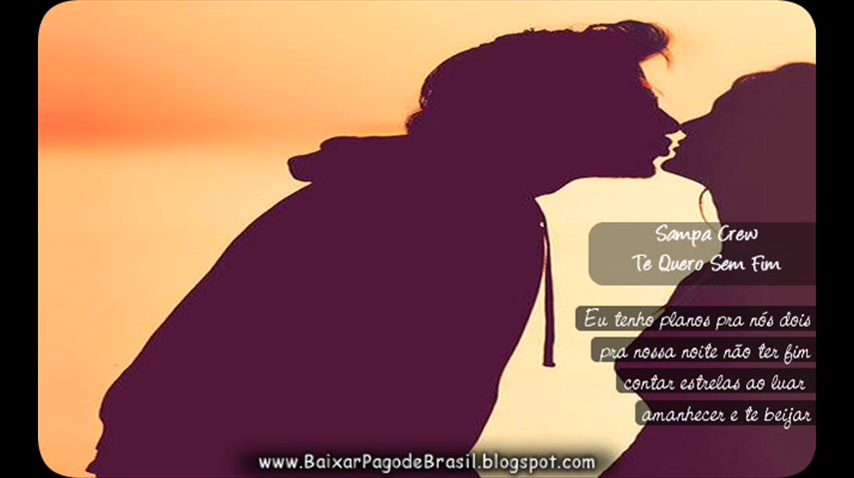 Sampa Crew
Te Quero Sem Fim
Eu tenho planos pra nós dois
pra nossa noite não ter fim
contar estrelas ao luar
amanhecer e te beijar
www.BaixarPagodeBrasil.blogspot.com